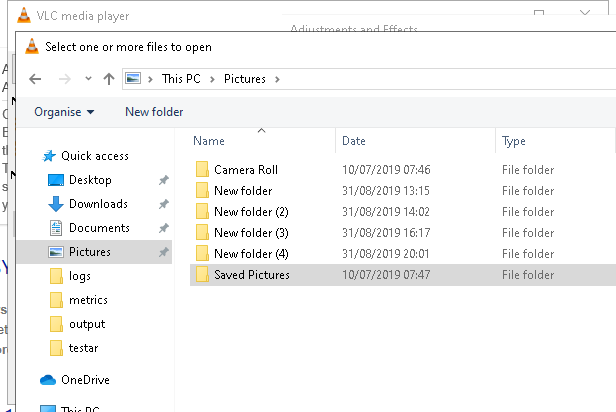 VLC media player
Adjustments and Effects
Select one or more files to open
This PC > Pictures >
Organise New folder
Name Date Type
Quick access
Desktop
Downloads
Documents
Pictures
logs
metrics
output
testar
OneDrive
This PC
Camera Roll 10/07/2019 07:46 File folder
New folder 31/08/2019 13:15 File folder
New folder (2) 31/08/2019 14:02 File folder
New folder (3) 31/08/2019 16:17 File folder
New folder (4) 31/08/2019 20:01 File folder
Saved Pictures 10/07/2019 07:47 File folder